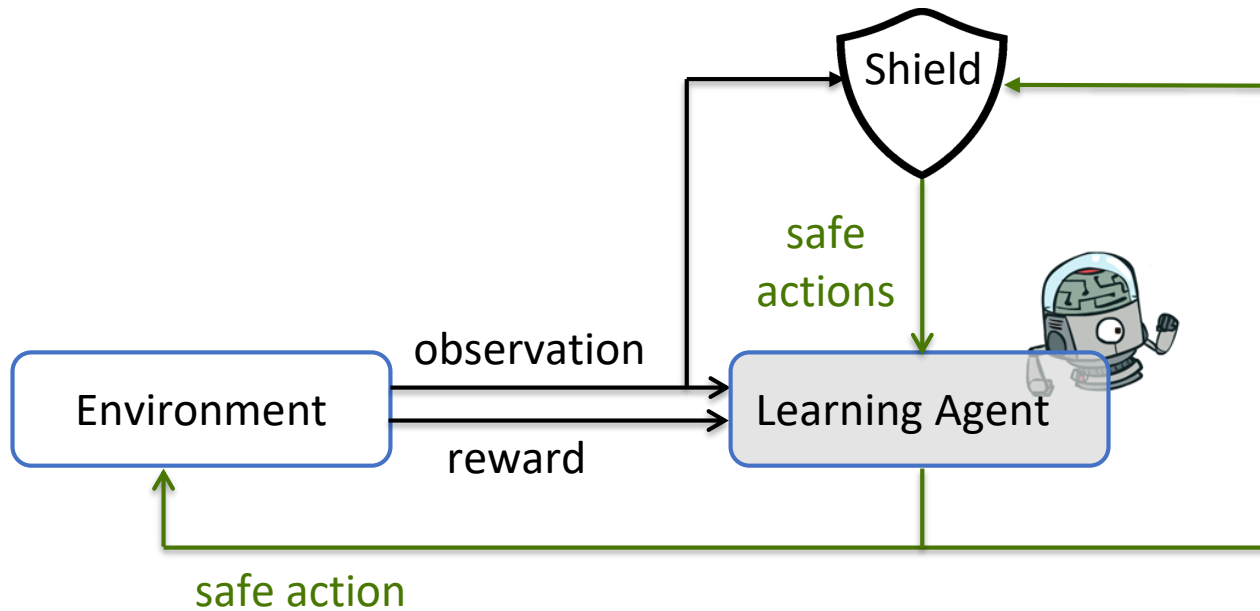 Shield
safe
actions
observation
Environment
Learning Agent
reward
safe action